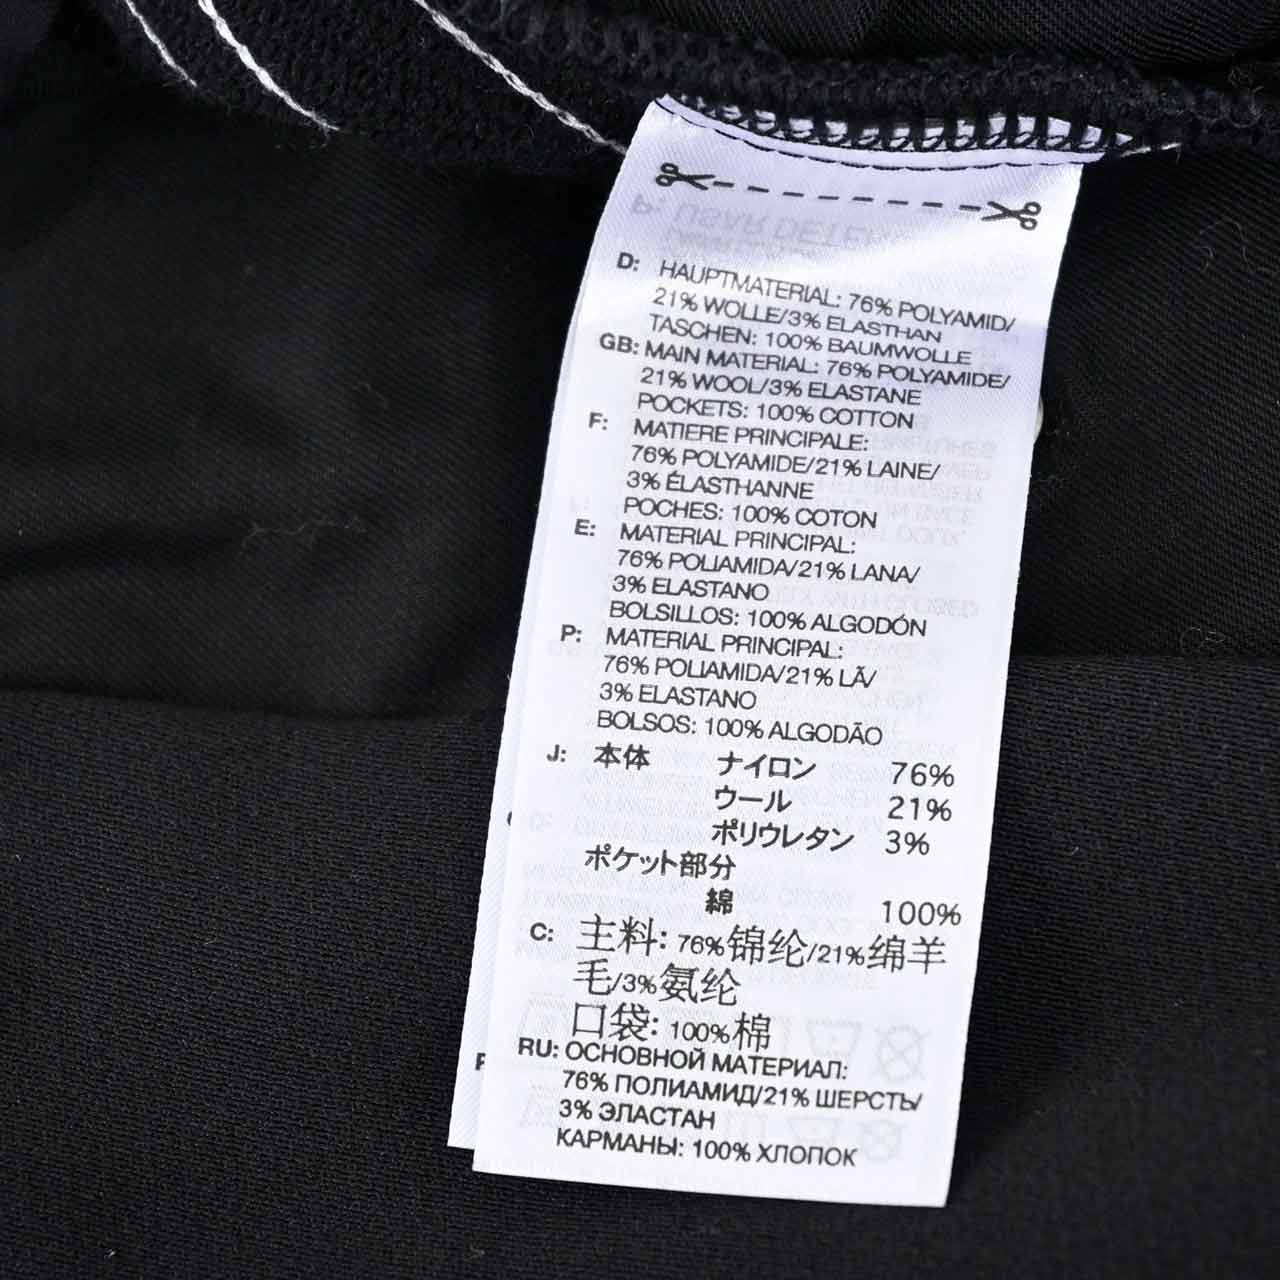 D: HAUPTMATERIAL: 76% POLYAMID/
21% WOLLE/3% ELASTHAN
TASCHEN: 100% BAUMWOLLE
GB: MAIN MATERIAL: 76% POLYAMIDE/
21% WOOL/3% ELASTANE
POCKETS: 100% COTTON
F: MATIERE PRINCIPALE:
76% POLYAMIDE/21% LAINE/
3% ÉLASTHANNE
POCHES: 100% COTON
E: MATERIAL PRINCIPAL:
76% POLIAMIDA/21% LANA/
3% ELASTANO
BOLSILLOS: 100% ALGODÓN
P: MATERIAL PRINCIPAL:
76% POLIAMIDA/21% LÃ/
3% ELASTANO
BOLSOS: 100% ALGODÃO
J: 本体 ナイロン 76%
ウール 21%
ポリウレタン 3%
ポケット部分
綿 100%
C: 主料: 76%锦纶/21%绵羊
毛/3%氨纶
口袋: 100%棉
RU: ОСНОВНОЙ МАТЕРИАЛ:
76% ПОЛИАМИД/21% ШЕРСТЬ/
3% ЭЛАСТАН
КАРМАНЫ: 100% ХЛОПОК